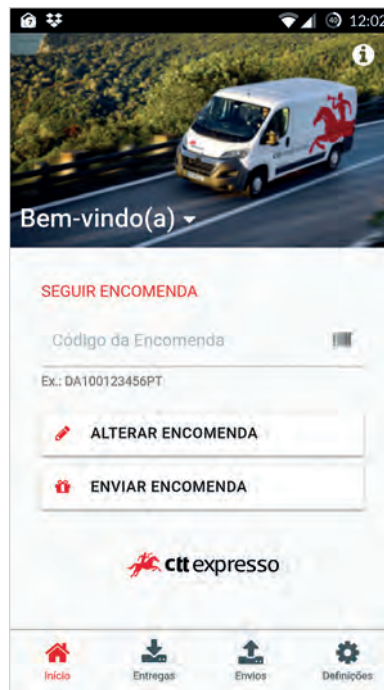 12:02
Bem-vindo(a)
SEGUIR ENCOMENDA
Código da Encomenda
Ex.: DA100123456PT
ALTERAR ENCOMENDA
ENVIAR ENCOMENDA
ctt expresso
Início
Entregas
Envios
Definições